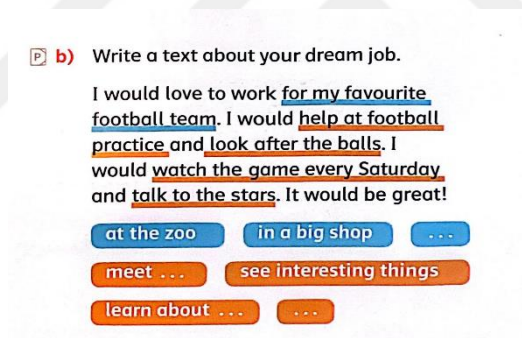 P b) Write a text about your dream job.
I would love to work for my favourite
football team. I would help at football
practice and look after the balls. I
would watch the game every Saturday
and talk to the stars. It would be great!
at the zoo in a big shop ...
meet ... see interesting things
learn about ... ...